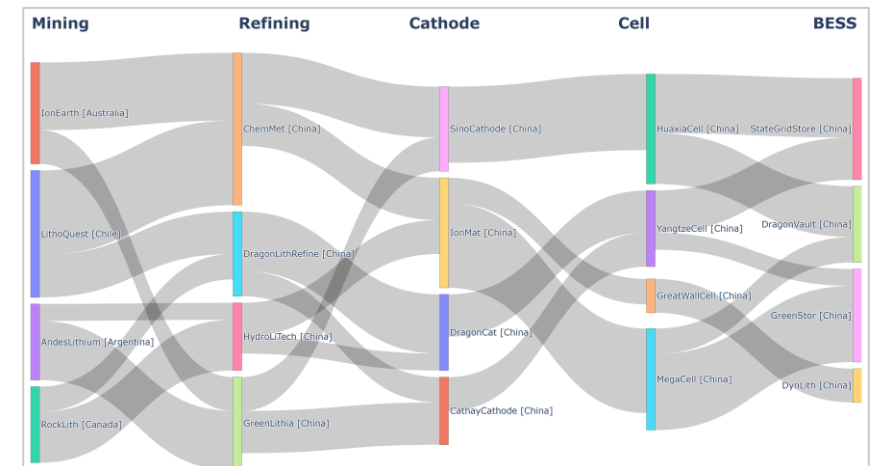 Mining
Refining
Cathode
Cell
BESS
IonEarth [Australia]
LithoQuest [Chile]
AndesLithium [Argentina]
RockLith [Canada]
ChemMet [China]
DragonLithRefine [China]
HydroLiTech [China]
GreenLithia [China]
SinoCathode [China]
IonMat [China]
DragonCat [China]
CathayCathode [China]
HuaxiaCell [China]
YangtzeCell [China]
GreatWallCell [China]
MegaCell [China]
StateGridStore [China]
DragonVault [China]
GreenStor [China]
DynLith [China]